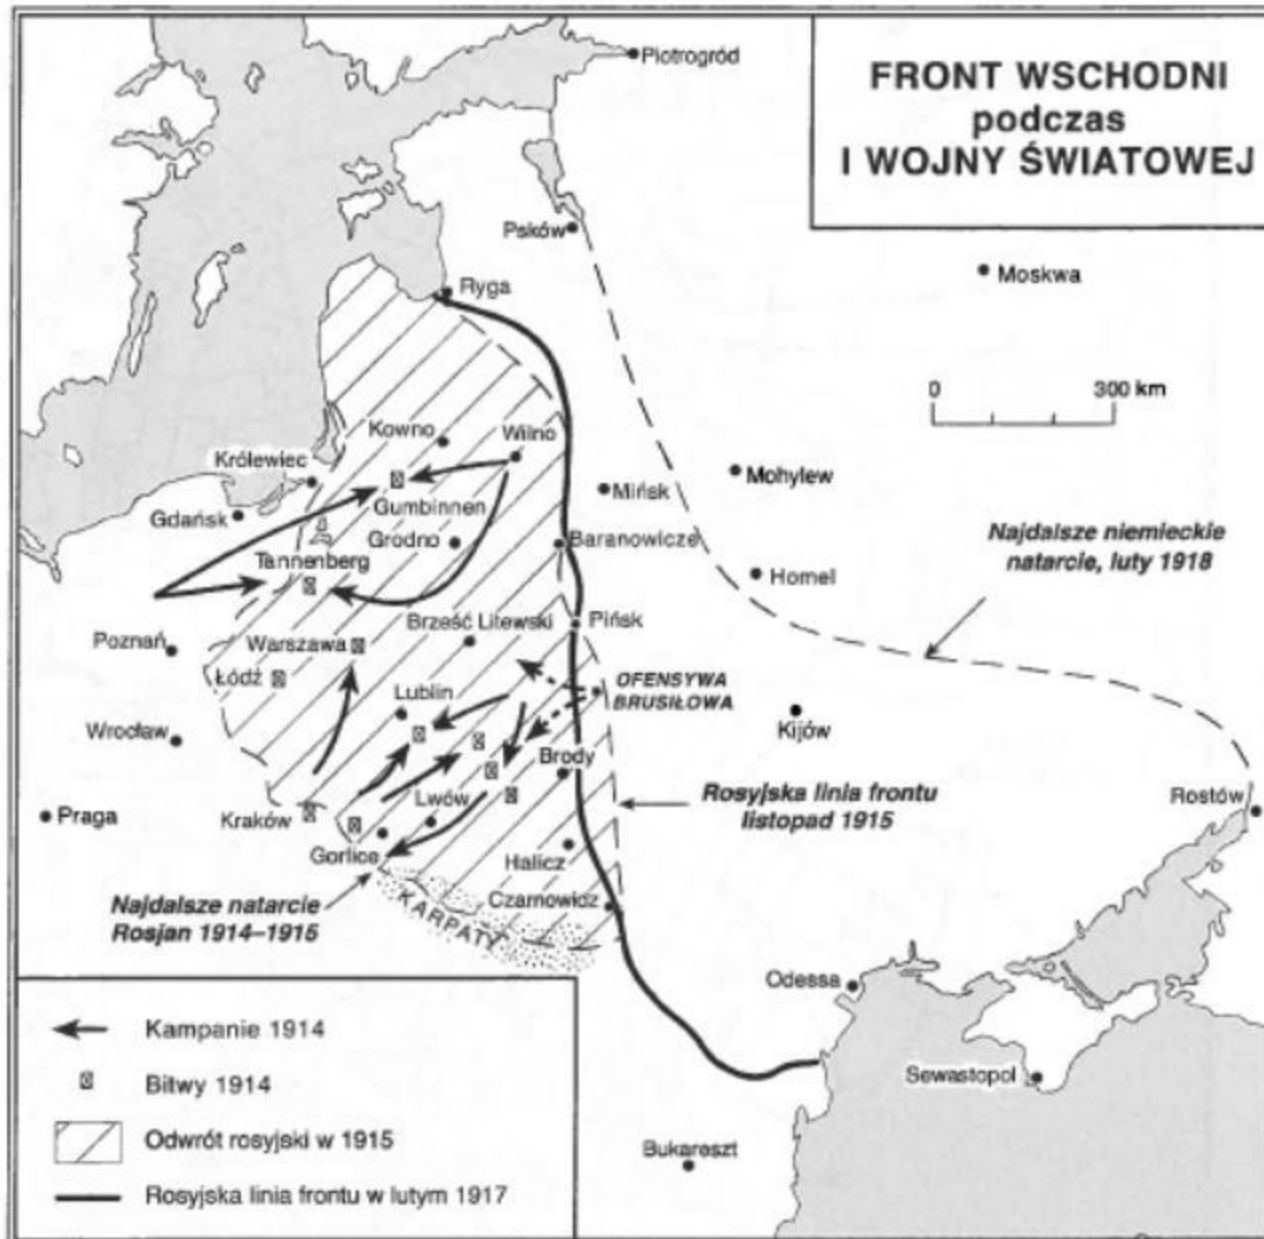 FRONT WSCHODNI
podczas
I WOJNY ŚWIATOWEJ
Piotrogród
Psków
Moskwa
Ryga
0 300 km
Kowno
Wilno
Królewiec
Mińsk
Mohylew
Gumbinnen
Gdańsk
Grodno
Baranowicze
Najdalsze niemieckie
natarcie, luty 1918
Tannenberg
Homel
Poznań
Warszawa
Brześć Litewski
Pińsk
Łódź
OFENSYWA
BRUSIŁOWA
Lublin
Wrocław
Kijów
Brody
Rosyjska linia frontu
listopad 1915
Rostów
Praga
Kraków
Lwów
Gorlice
Halicz
Czarnowidz
Najdalsze natarcie
Rosjan 1914–1915
KARPATY
Odessa
Sewastopol
Bukareszt
Kampanie 1914
Bitwy 1914
Odwrót rosyjski w 1915
Rosyjska linia frontu w lutym 1917